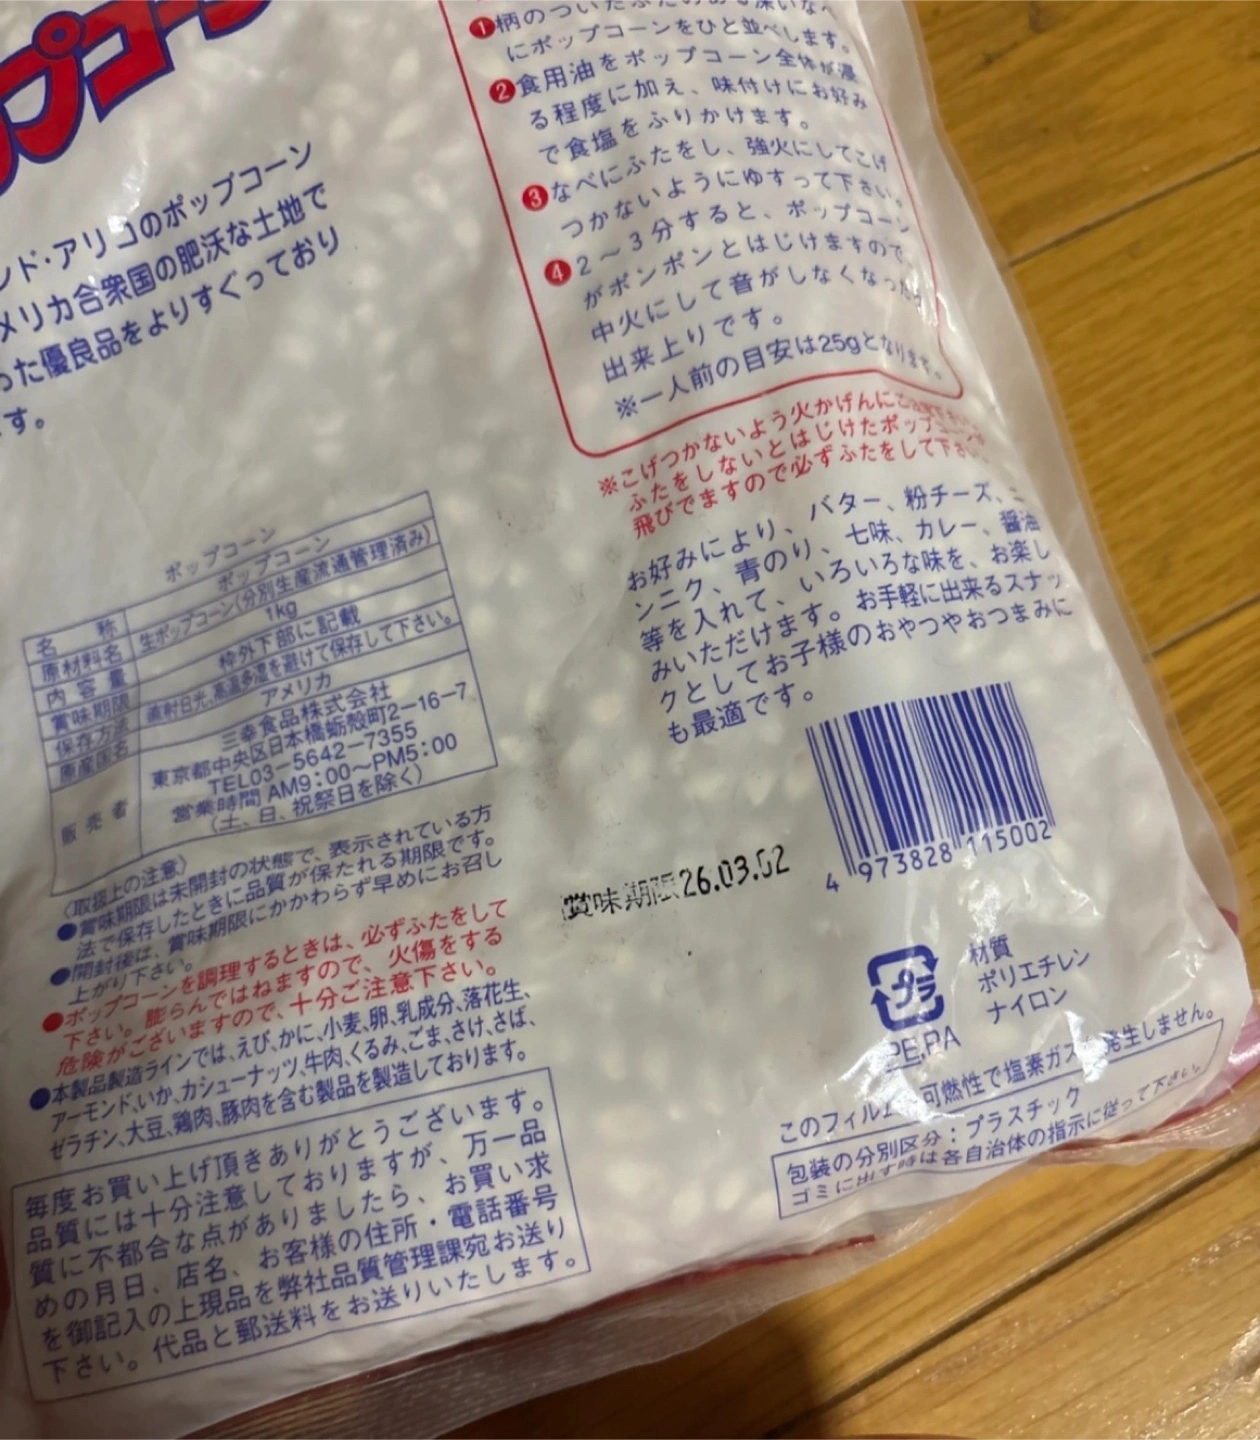 プコー
❶柄のついた
にポップコーンをひと並べします。
❷食用油をポップコーン全体が浸
る程度に加え、味付けにお好み
で食塩をふりかけます。
❸なべにふたをし、強火にしてこげ
つかないようにゆすって下さい。
❹2～3分すると、ポップコーン
がポンポンとはじけますので、
中火にして音がしなくなったら
出来上りです。
※一人前の目安は25gとなります。
ンド・アリコのポップコーン
メリカ合衆国の肥沃な土地で
った優良品をよりすぐっており
す。
※こげつかないよう火かげんにご
ふたをしないとはじけたポップコーンが
飛びでますので必ずふたをして下さい。
お好みにより、バター、粉チーズ、ニ
ンニク、青のり、七味、カレー、醤油
等を入れて、いろいろな味を、お楽し
みいただけます。お手軽に出来るスナッ
クとしてお子様のおやつやおつまみに
も最適です。
ポップコーン
名称 ポップコーン
原材料名 生ポップコーン(分別生産流通管理済み)
内容量 1kg
賞味期限 枠外下部に記載
保存方法 直射日光、高温多湿を避けて保存して下さい。
原産国名 アメリカ
販売者 三幸食品株式会社
東京都中央区日本橋蛎殻町2-16-7
TEL03-5642-7355
営業時間 AM9:00～PM5:00
(土、日、祝祭日を除く)
〈取扱上の注意〉
●賞味期限は未開封の状態で、表示されている方
法で保存したときに品質が保たれる期限です。
●開封後は、賞味期限にかかわらず早めにお召し
上がり下さい。
●ポップコーンを調理するときは、必ずふたをして
下さい。膨らんではねますので、火傷をする
危険がございますので、十分ご注意下さい。
●本製品製造ラインでは、えび、かに、小麦、卵、乳成分、落花生、
アーモンド、いか、カシューナッツ、牛肉、くるみ、ごま、さけ、さば、
ゼラチン、大豆、鶏肉、豚肉を含む製品を製造しております。
賞味期限26.03.02
4 973828 115002
プラ
PE,PA
材質
ポリエチレン
ナイロン
このフィルムは可燃性で塩素ガス発生しません。
包装の分別区分：プラスチック
ゴミに出す時は各自治体の指示に従って下さい。
毎度お買い上げ頂きありがとうございます。
品質には十分注意しておりますが、万一品
質に不都合な点がありましたら、お買い求
めの月日、店名、お客様の住所・電話番号
を御記入の上現品を弊社品質管理課宛お送り
下さい。代品と郵送料をお送りいたします。